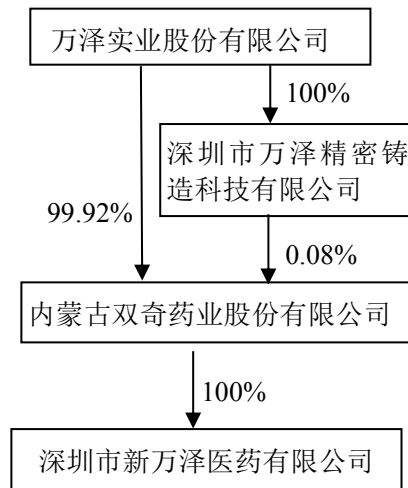 万泽实业股份有限公司
100%
深圳市万泽精密铸
造科技有限公司
99.92%
0.08%
内蒙古双奇药业股份有限公司
100%
深圳市新万泽医药有限公司